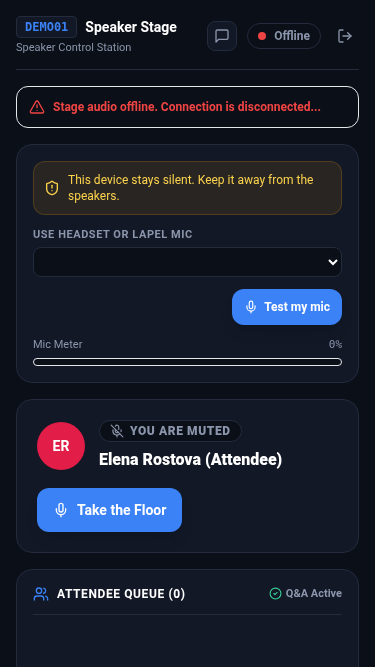 DEMO01 Speaker Stage
Speaker Control Station
Offline
Stage audio offline. Connection is disconnected...
This device stays silent. Keep it away from the
speakers.
USE HEADSET OR LAPEL MIC
Test my mic
Mic Meter 0%
YOU ARE MUTED
ER
Elena Rostova (Attendee)
Take the Floor
ATTENDEE QUEUE (0) Q&A Active